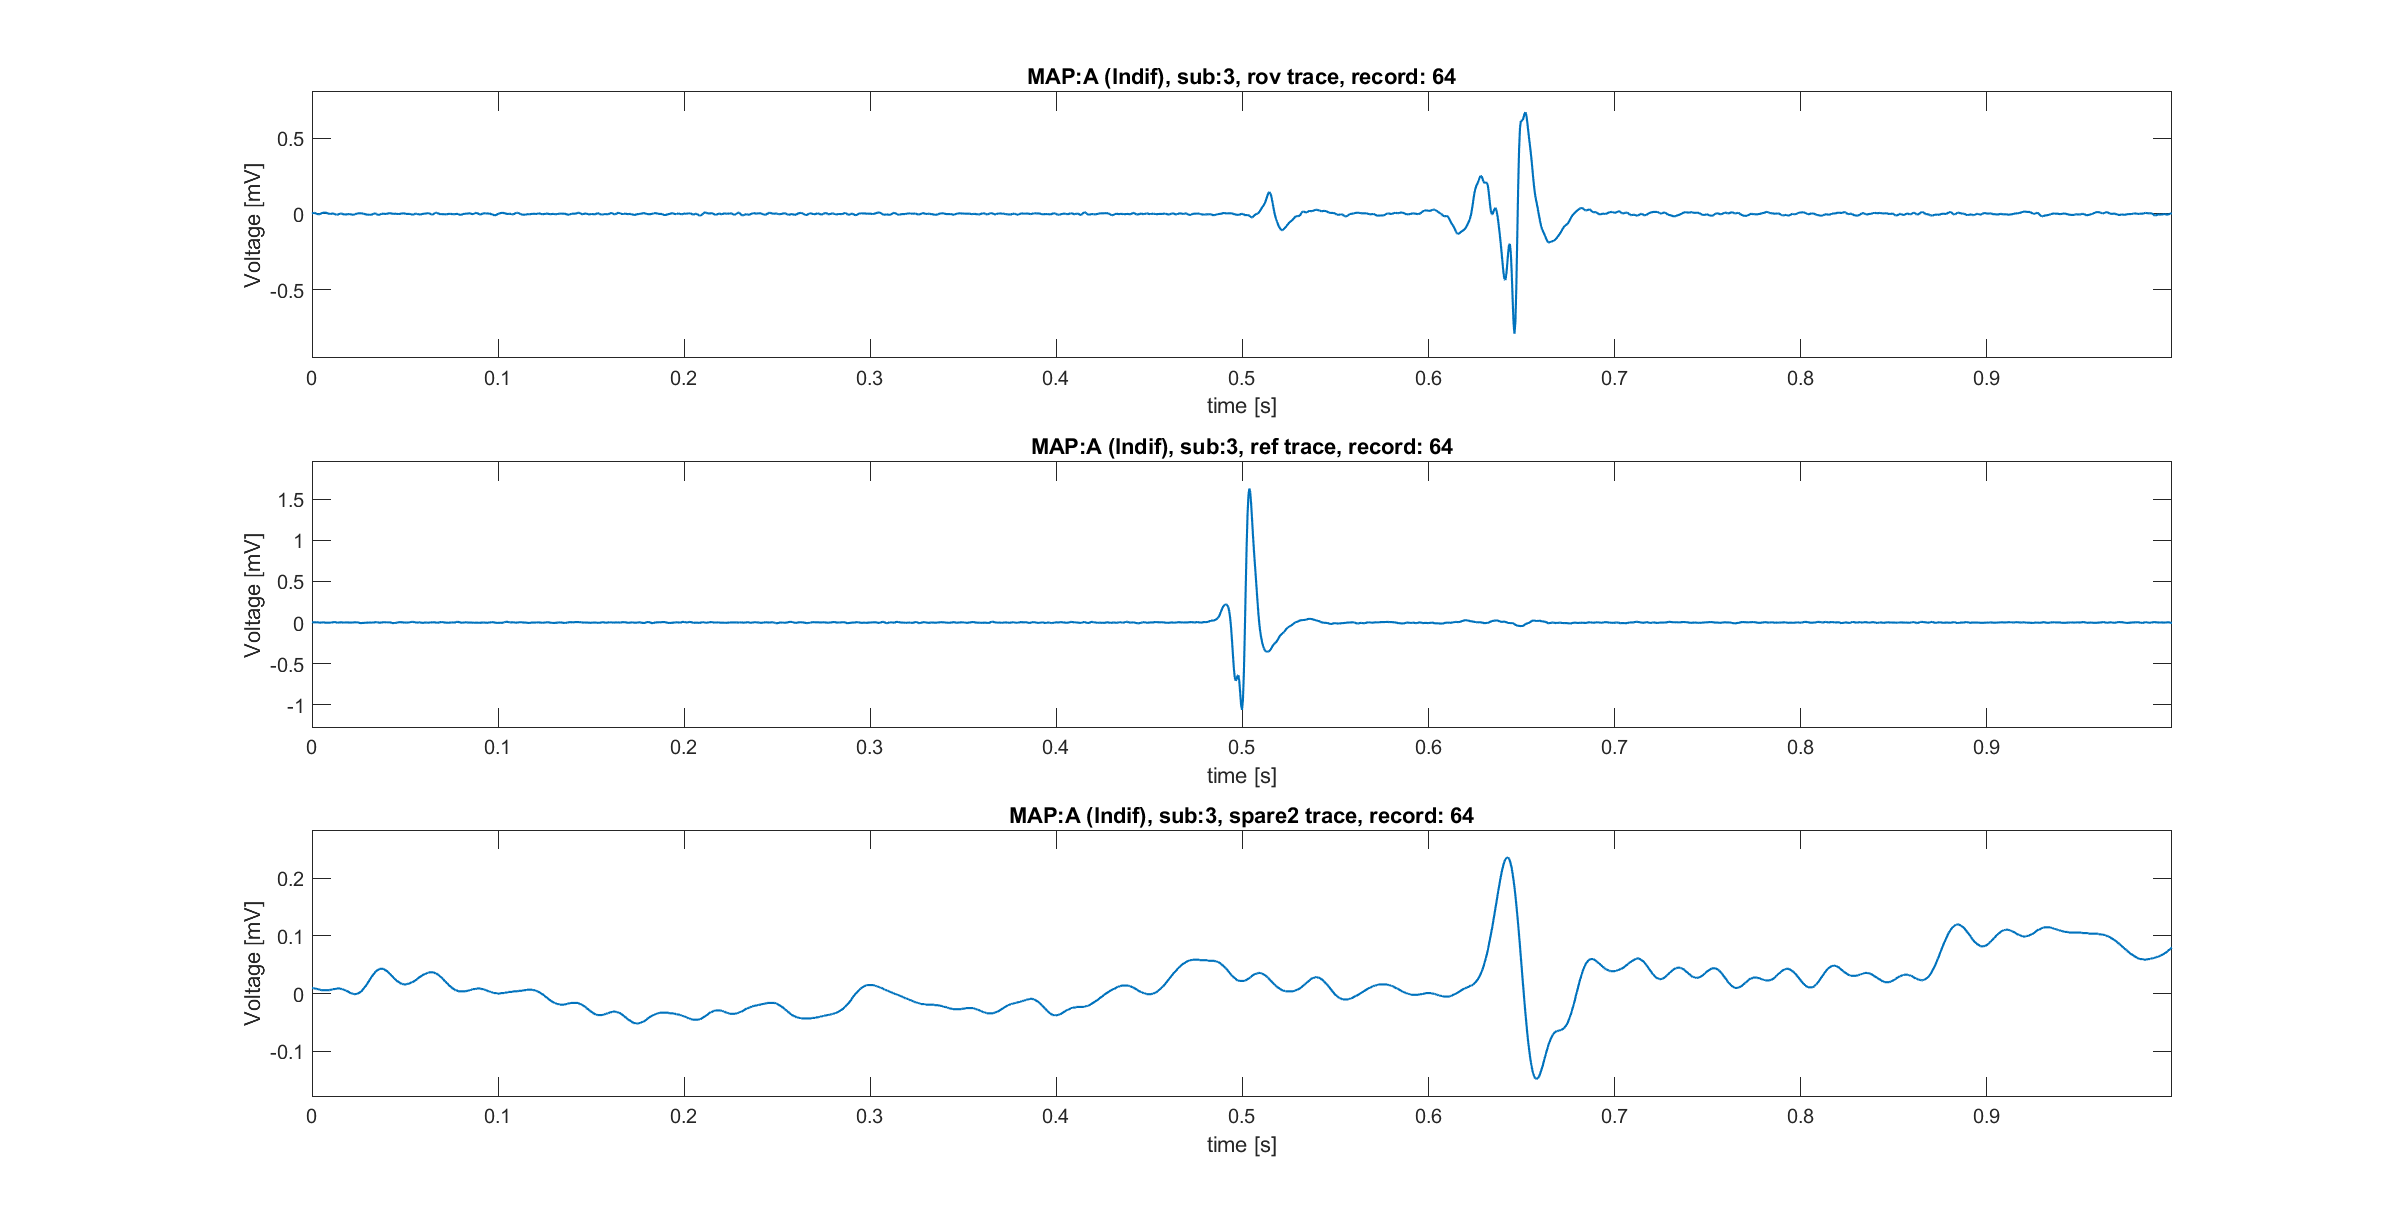 MAP:A (Indif), sub:3, rov trace, record: 64
Voltage [mV]
0.5
0
-0.5
0 0.1 0.2 0.3 0.4 0.5 0.6 0.7 0.8 0.9
time [s]
MAP:A (Indif), sub:3, ref trace, record: 64
Voltage [mV]
1.5
1
0.5
0
-0.5
-1
0 0.1 0.2 0.3 0.4 0.5 0.6 0.7 0.8 0.9
time [s]
MAP:A (Indif), sub:3, spare2 trace, record: 64
Voltage [mV]
0.2
0.1
0
-0.1
0 0.1 0.2 0.3 0.4 0.5 0.6 0.7 0.8 0.9
time [s]